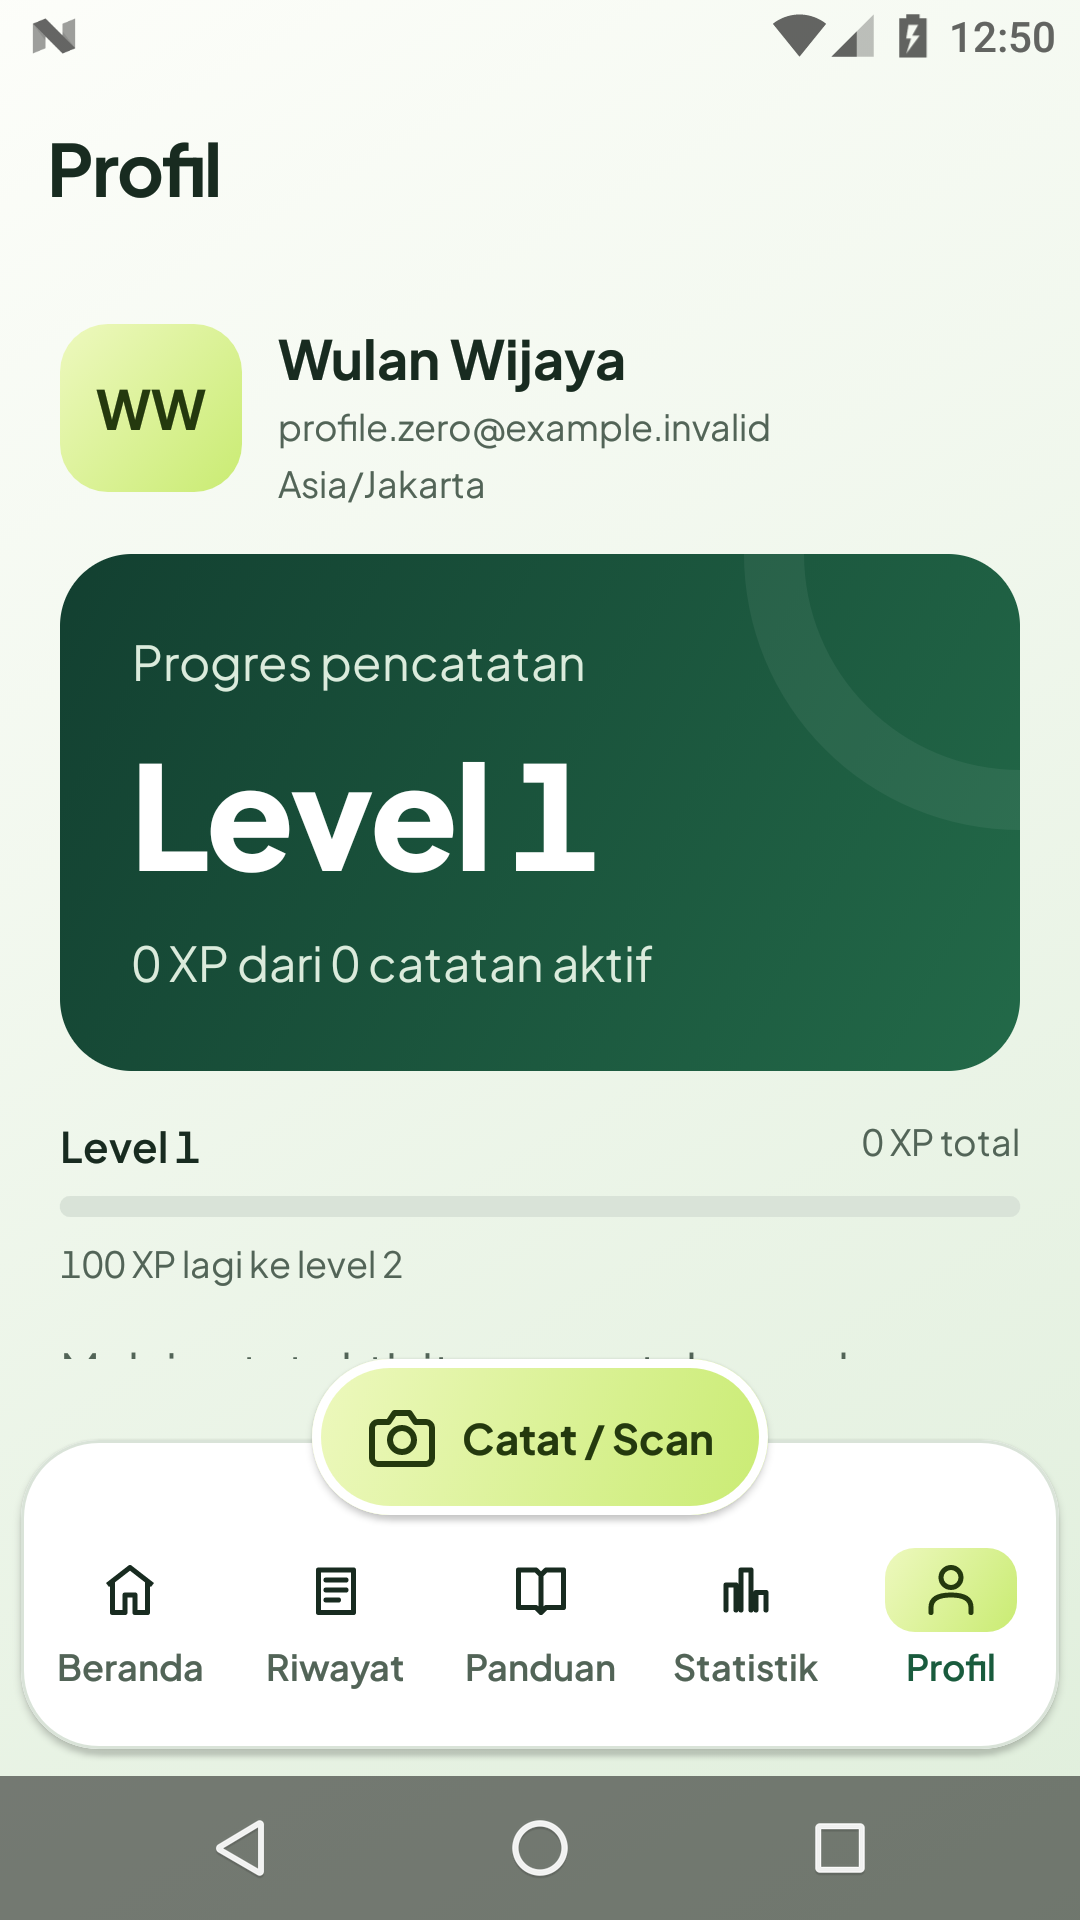 12:50
Profil
WW
Wulan Wijaya
profile.zero@example.invalid
Asia/Jakarta
Progres pencatatan
Level 1
0 XP dari 0 catatan aktif
Level 1
0 XP total
100 XP lagi ke level 2
Catat / Scan
Beranda
Riwayat
Panduan
Statistik
Profil